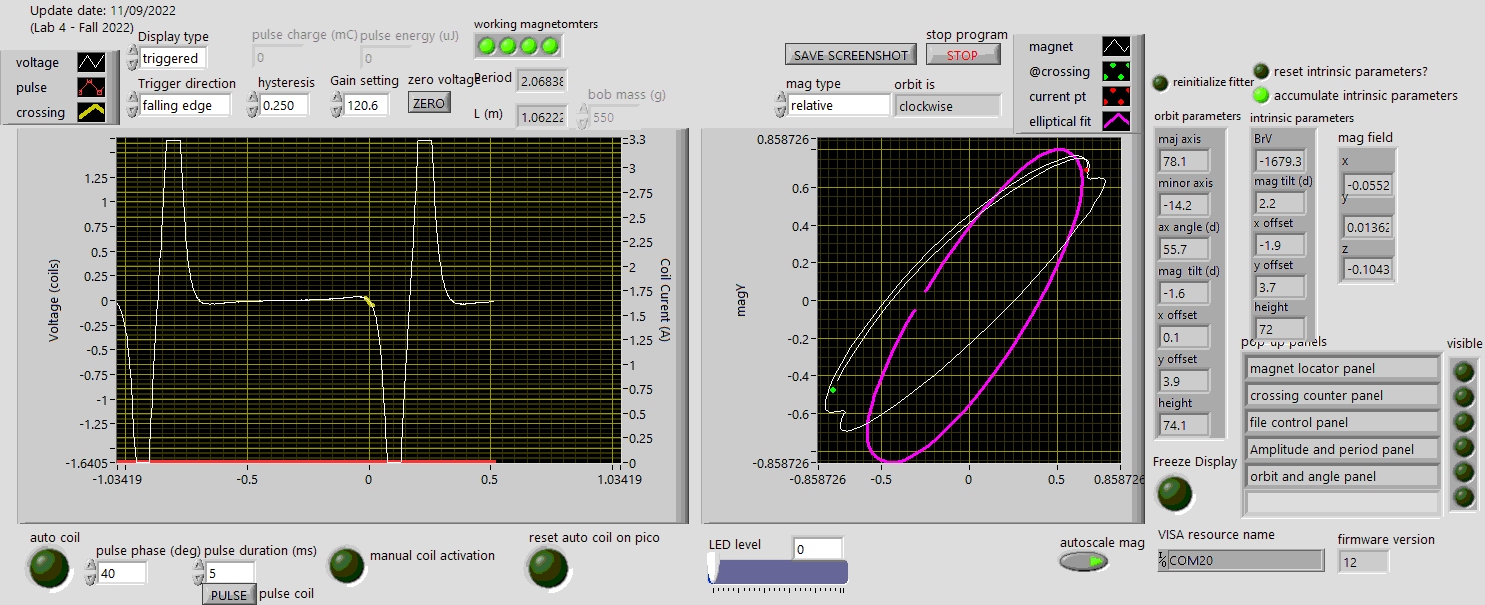 Update date: 11/09/2022
(Lab 4 - Fall 2022)
voltage
pulse
crossing
Display type
triggered
Trigger direction
falling edge
pulse charge (mC)
0
pulse energy (uJ)
0
hysteresis
0.250
Gain setting
120.6
zero voltage
ZERO
working magnetomters
Period
2.0683
L (m)
1.0622
bob mass (g)
550
SAVE SCREENSHOT
stop program
STOP
mag type
relative
orbit is
clockwise
magnet
@crossing
current pt
elliptical fit
reinitialize fitter
reset intrinsic parameters?
accumulate intrinsic parameters
Voltage (coils)
1.25
1
0.75
0.5
0.25
0
-0.25
-0.5
-0.75
-1
-1.25
-1.6405
-1.03419
-0.5
0
0.5
1.03419
3.3
3
2.75
2.5
2.25
2
1.75
1.5
1.25
1
0.75
0.5
0.25
0
Coil Curent (A)
magY
0.858726
0.6
0.4
0.2
0
-0.2
-0.4
-0.6
-0.858726
-0.858726
-0.5
0
0.5
0.858726
orbit parameters
maj axis
78.1
minor axis
-14.2
ax angle (d)
55.7
mag tilt (d)
-1.6
x offset
0.1
y offset
3.9
height
74.1
intrinsic parameters
BrV
-1679.3
mag tilt (d)
2.2
x offset
-1.9
y offset
3.7
height
72
mag field
x
-0.0552
y
0.0136
z
-0.1043
pop-up panels
visible
magnet locator panel
crossing counter panel
file control panel
Amplitude and period panel
orbit and angle panel
Freeze Display
auto coil
pulse phase (deg)
40
pulse duration (ms)
5
PULSE
pulse coil
manual coil activation
reset auto coil on pico
LED level
0
autoscale mag
VISA resource name
COM20
firmware version
12